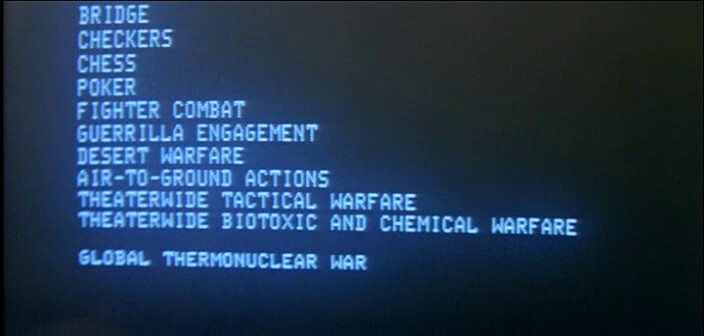 BRIDGE
CHECKERS
CHESS
POKER
FIGHTER COMBAT
GUERRILLA ENGAGEMENT
DESERT WARFARE
AIR-TO-GROUND ACTIONS
THEATERWIDE TACTICAL WARFARE
THEATERWIDE BIOTOXIC AND CHEMICAL WARFARE
GLOBAL THERMONUCLEAR WAR